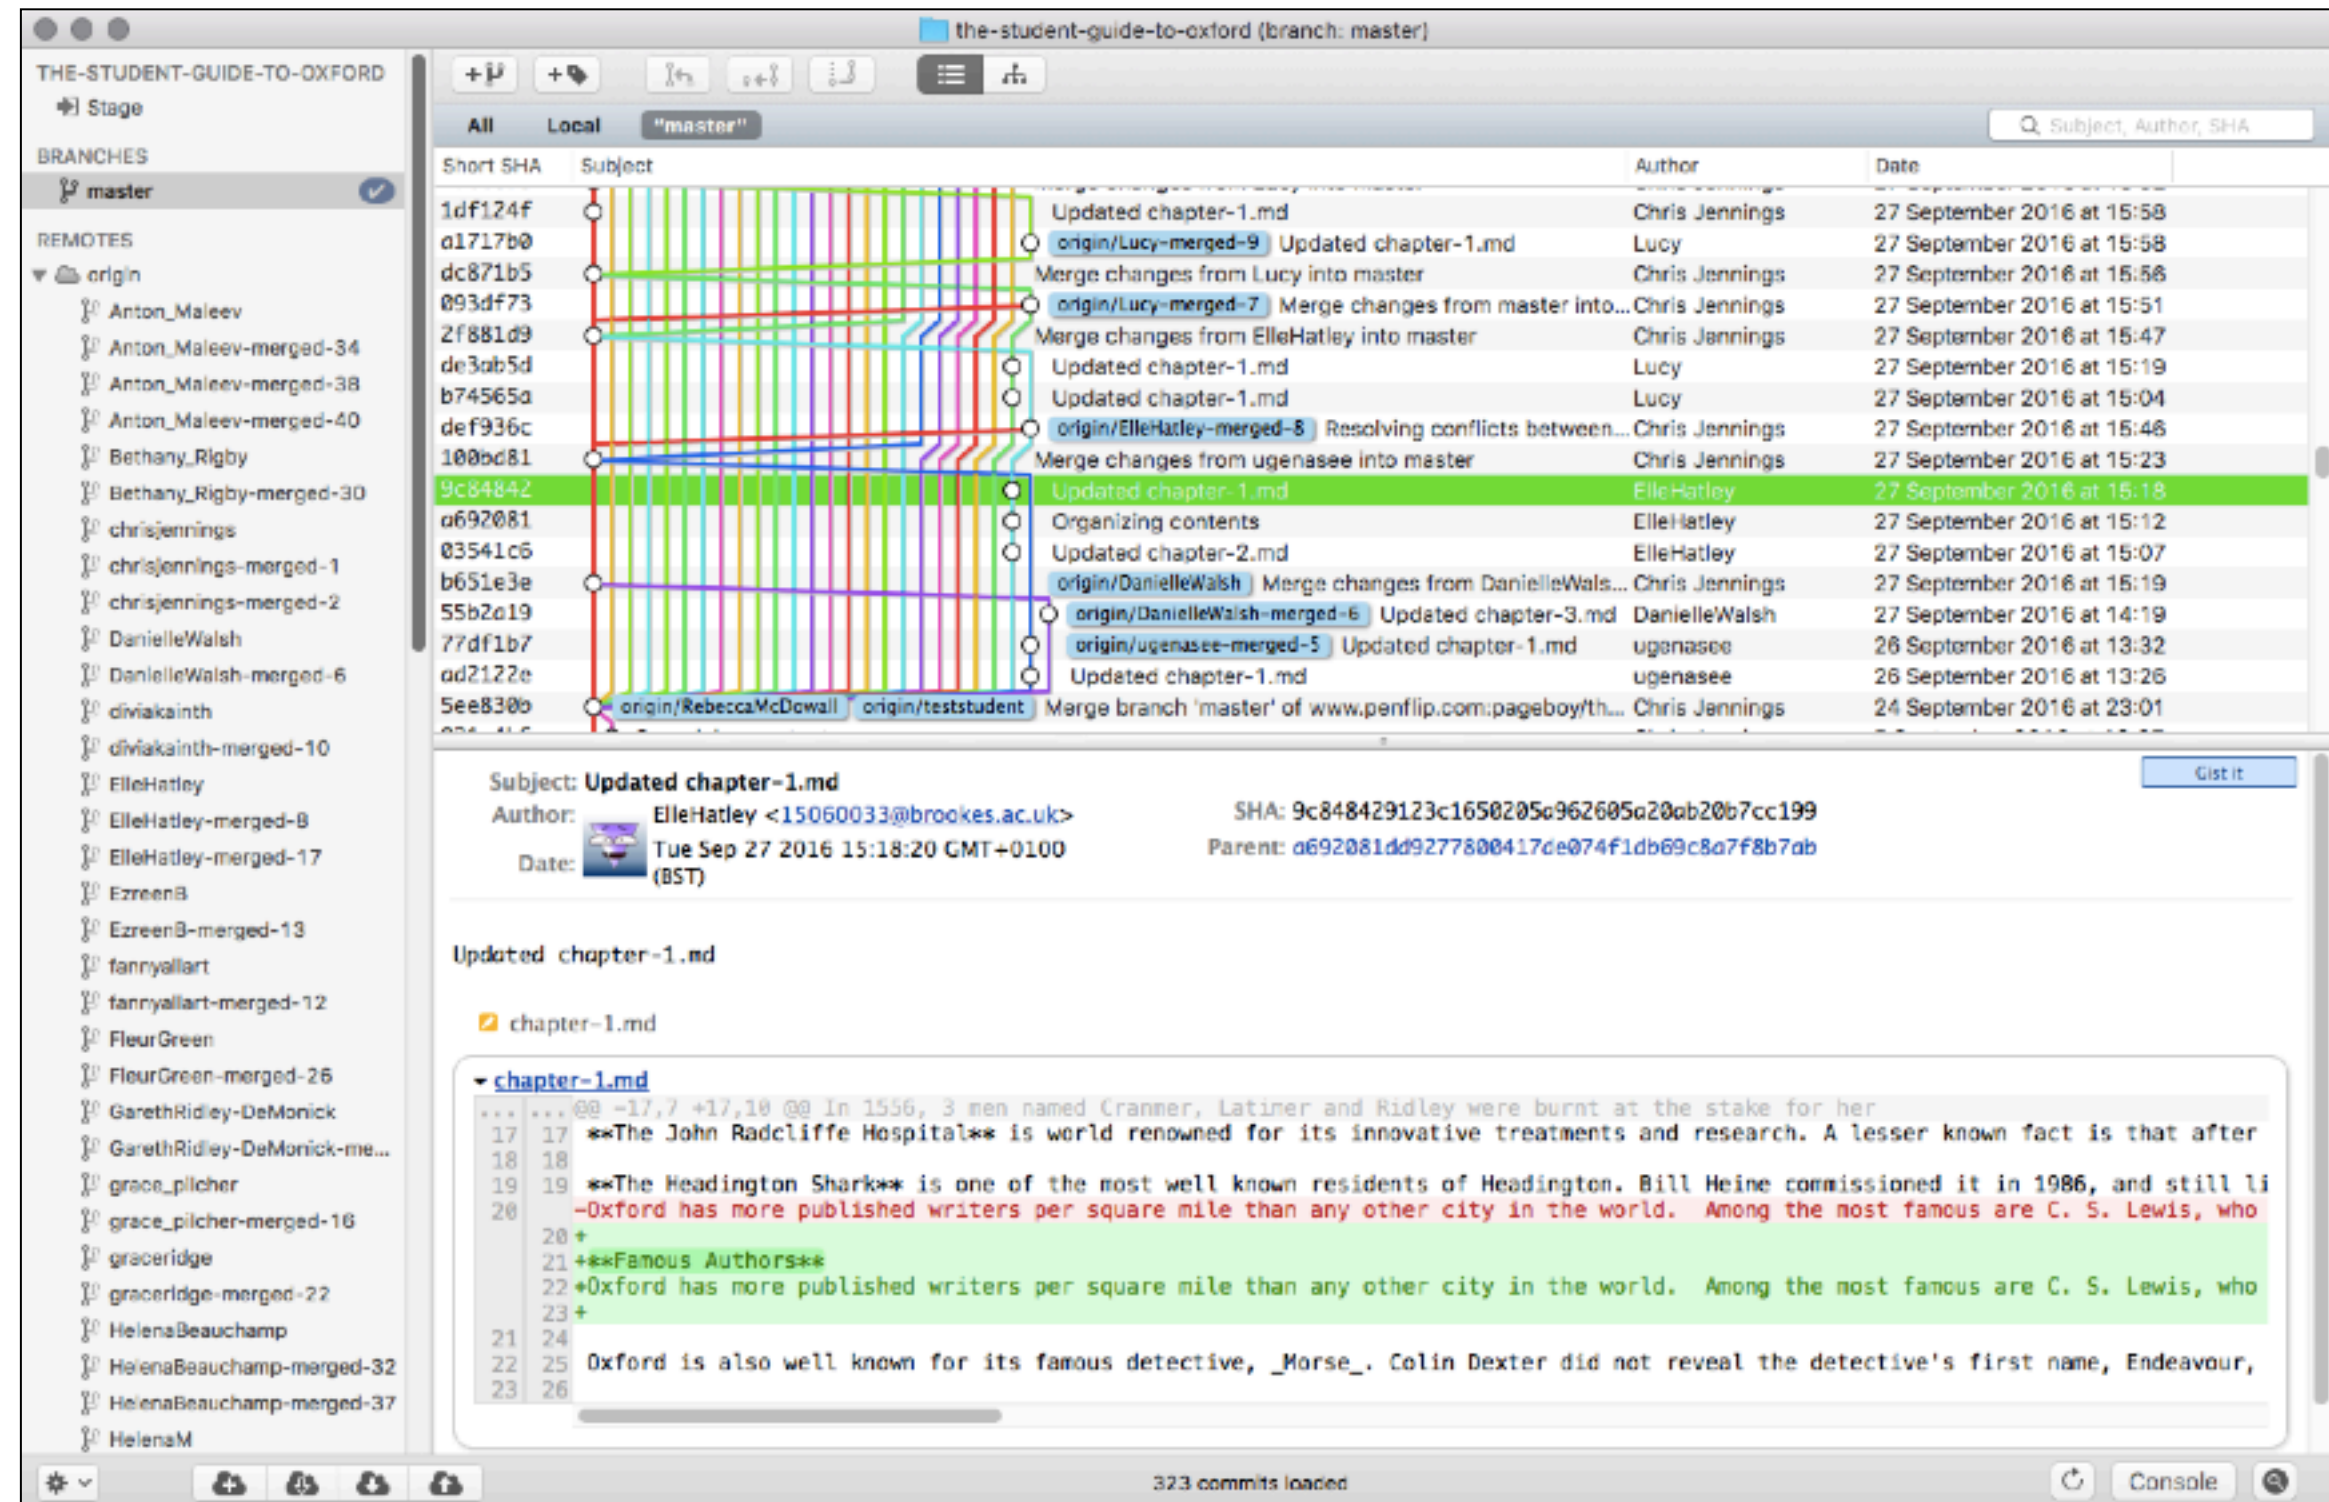 the-student-guide-to-oxford (branch: master)
THE-STUDENT-GUIDE-TO-OXFORD
Stage
BRANCHES
master
REMOTES
origin
Anton_Maleev
Anton_Maleev-merged-34
Anton_Maleev-merged-38
Anton_Maleev-merged-40
Bethany_Rigby
Bethany_Rigby-merged-30
chrisjennings
chrisjennings-merged-1
chrisjennings-merged-2
DanielleWalsh
DanielleWalsh-merged-6
diviakainth
diviakainth-merged-10
ElleHatley
ElleHatley-merged-8
ElleHatley-merged-17
EzreenB
EzreenB-merged-13
fannyallart
fannyallart-merged-12
FleurGreen
FleurGreen-merged-26
GarethRidley-DeMonick
GarethRidley-DeMonick-me...
grace_pilcher
grace_pilcher-merged-16
graceridge
graceridge-merged-22
HelenaBeauchamp
HelenaBeauchamp-merged-32
HelenaBeauchamp-merged-37
HelenaM
All Local "master" Subject, Author, SHA
Short SHA Subject Author Date
1df124f Updated chapter-1.md Chris Jennings 27 September 2016 at 15:58
a1717b0 origin/Lucy-merged-9 Updated chapter-1.md Lucy 27 September 2016 at 15:58
dc871b5 Merge changes from Lucy into master Chris Jennings 27 September 2016 at 15:56
093df73 origin/Lucy-merged-7 Merge changes from master into... Chris Jennings 27 September 2016 at 15:51
2f881d9 Merge changes from ElleHatley into master Chris Jennings 27 September 2016 at 15:47
de3ab5d Updated chapter-1.md Lucy 27 September 2016 at 15:19
b74565a Updated chapter-1.md Lucy 27 September 2016 at 15:04
def936c origin/ElleHatley-merged-8 Resolving conflicts between... Chris Jennings 27 September 2016 at 15:46
100bd81 Merge changes from ugenasee into master Chris Jennings 27 September 2016 at 15:23
9c84842 Updated chapter-1.md ElleHatley 27 September 2016 at 15:18
a692081 Organizing contents ElleHatley 27 September 2016 at 15:12
03541c6 Updated chapter-2.md ElleHatley 27 September 2016 at 15:07
b651e3e origin/DanielleWalsh Merge changes from DanielleWals... Chris Jennings 27 September 2016 at 15:19
55b2a19 origin/DanielleWalsh-merged-6 Updated chapter-3.md DanielleWalsh 27 September 2016 at 14:19
77df1b7 origin/ugenasee-merged-5 Updated chapter-1.md ugenasee 26 September 2016 at 13:32
ad2122e Updated chapter-1.md ugenasee 26 September 2016 at 13:26
5ee830b origin/RebeccaMcDowall origin/teststudent Merge branch 'master' of www.penflip.com:pageboy/th... Chris Jennings 24 September 2016 at 23:01
Subject: Updated chapter-1.md
Gist it
Author: ElleHatley <15060033@brookes.ac.uk>
SHA: 9c848429123c1650205a962605a20ab20b7cc199
Date: Tue Sep 27 2016 15:18:20 GMT+0100
(BST)
Parent: a692081dd9277800417de074f1db69c8a7f8b7ab
Updated chapter-1.md
chapter-1.md
chapter-1.md
... ... @@ -17,7 +17,10 @@ In 1556, 3 men named Cranmer, Latimer and Ridley were burnt at the stake for her
17 17 **The John Radcliffe Hospital** is world renowned for its innovative treatments and research. A lesser known fact is that after
18 18
19 19 **The Headington Shark** is one of the most well known residents of Headington. Bill Heine commissioned it in 1986, and still li
20 -Oxford has more published writers per square mile than any other city in the world.  Among the most famous are C. S. Lewis, who
20 +
21 +**Famous Authors**
22 +Oxford has more published writers per square mile than any other city in the world.  Among the most famous are C. S. Lewis, who
23 +
21 24
22 25 Oxford is also well known for its famous detective, _Morse_. Colin Dexter did not reveal the detective's first name, Endeavour,
23 26
323 commits loaded
Console